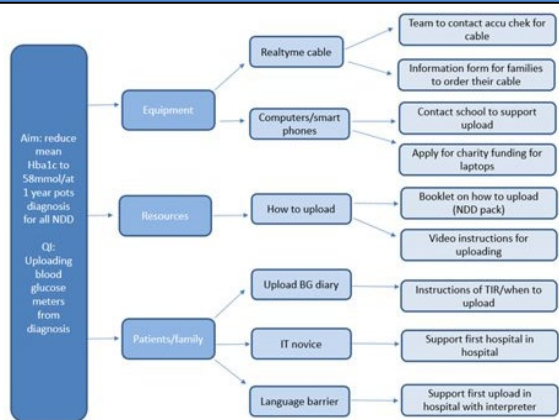 Aim: reduce
mean
Hba1c to
58mmol/at
1 year pots
diagnosis
for all NDD
QI:
Uploading
blood
glucose
meters
from
diagnosis
Equipment
Resources
Patients/family
Realtyme cable
Computers/smart
phones
How to upload
Upload BG diary
IT novice
Language barrier
Team to contact accu chek for
cable
Information form for families
to order their cable
Contact school to support
upload
Apply for charity funding for
laptops
Booklet on how to upload
(NDD pack)
Video instructions for
uploading
Instructions of TIR/when to
upload
Support first hospital in
hospital
Support first upload in
hospital with interpreter